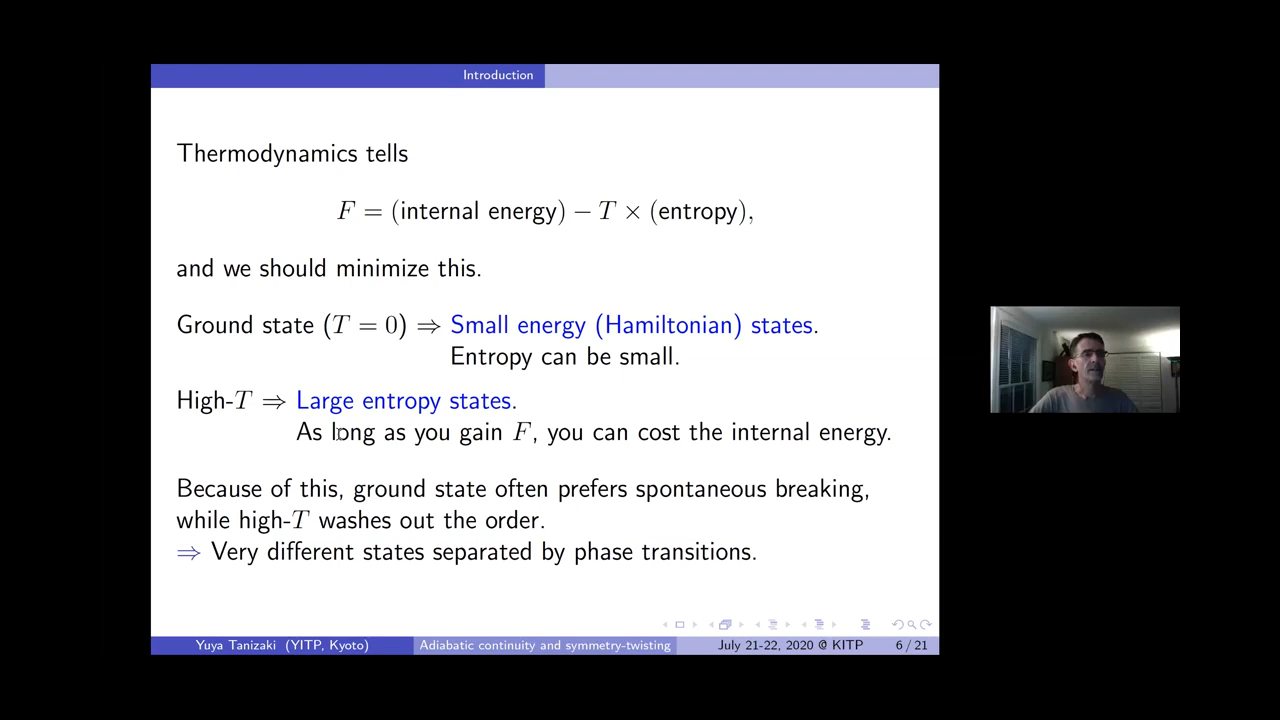 Introduction
Thermodynamics tells
F = (internal energy) − T × (entropy),
and we should minimize this.
Ground state (T = 0) ⇒ Small energy (Hamiltonian) states.
Entropy can be small.
High-T ⇒ Large entropy states.
As long as you gain F, you can cost the internal energy.
Because of this, ground state often prefers spontaneous breaking,
while high-T washes out the order.
⇒ Very different states separated by phase transitions.
Yuya Tanizaki (YITP, Kyoto) Adiabatic continuity and symmetry-twisting July 21-22, 2020 @ KITP 6 / 21